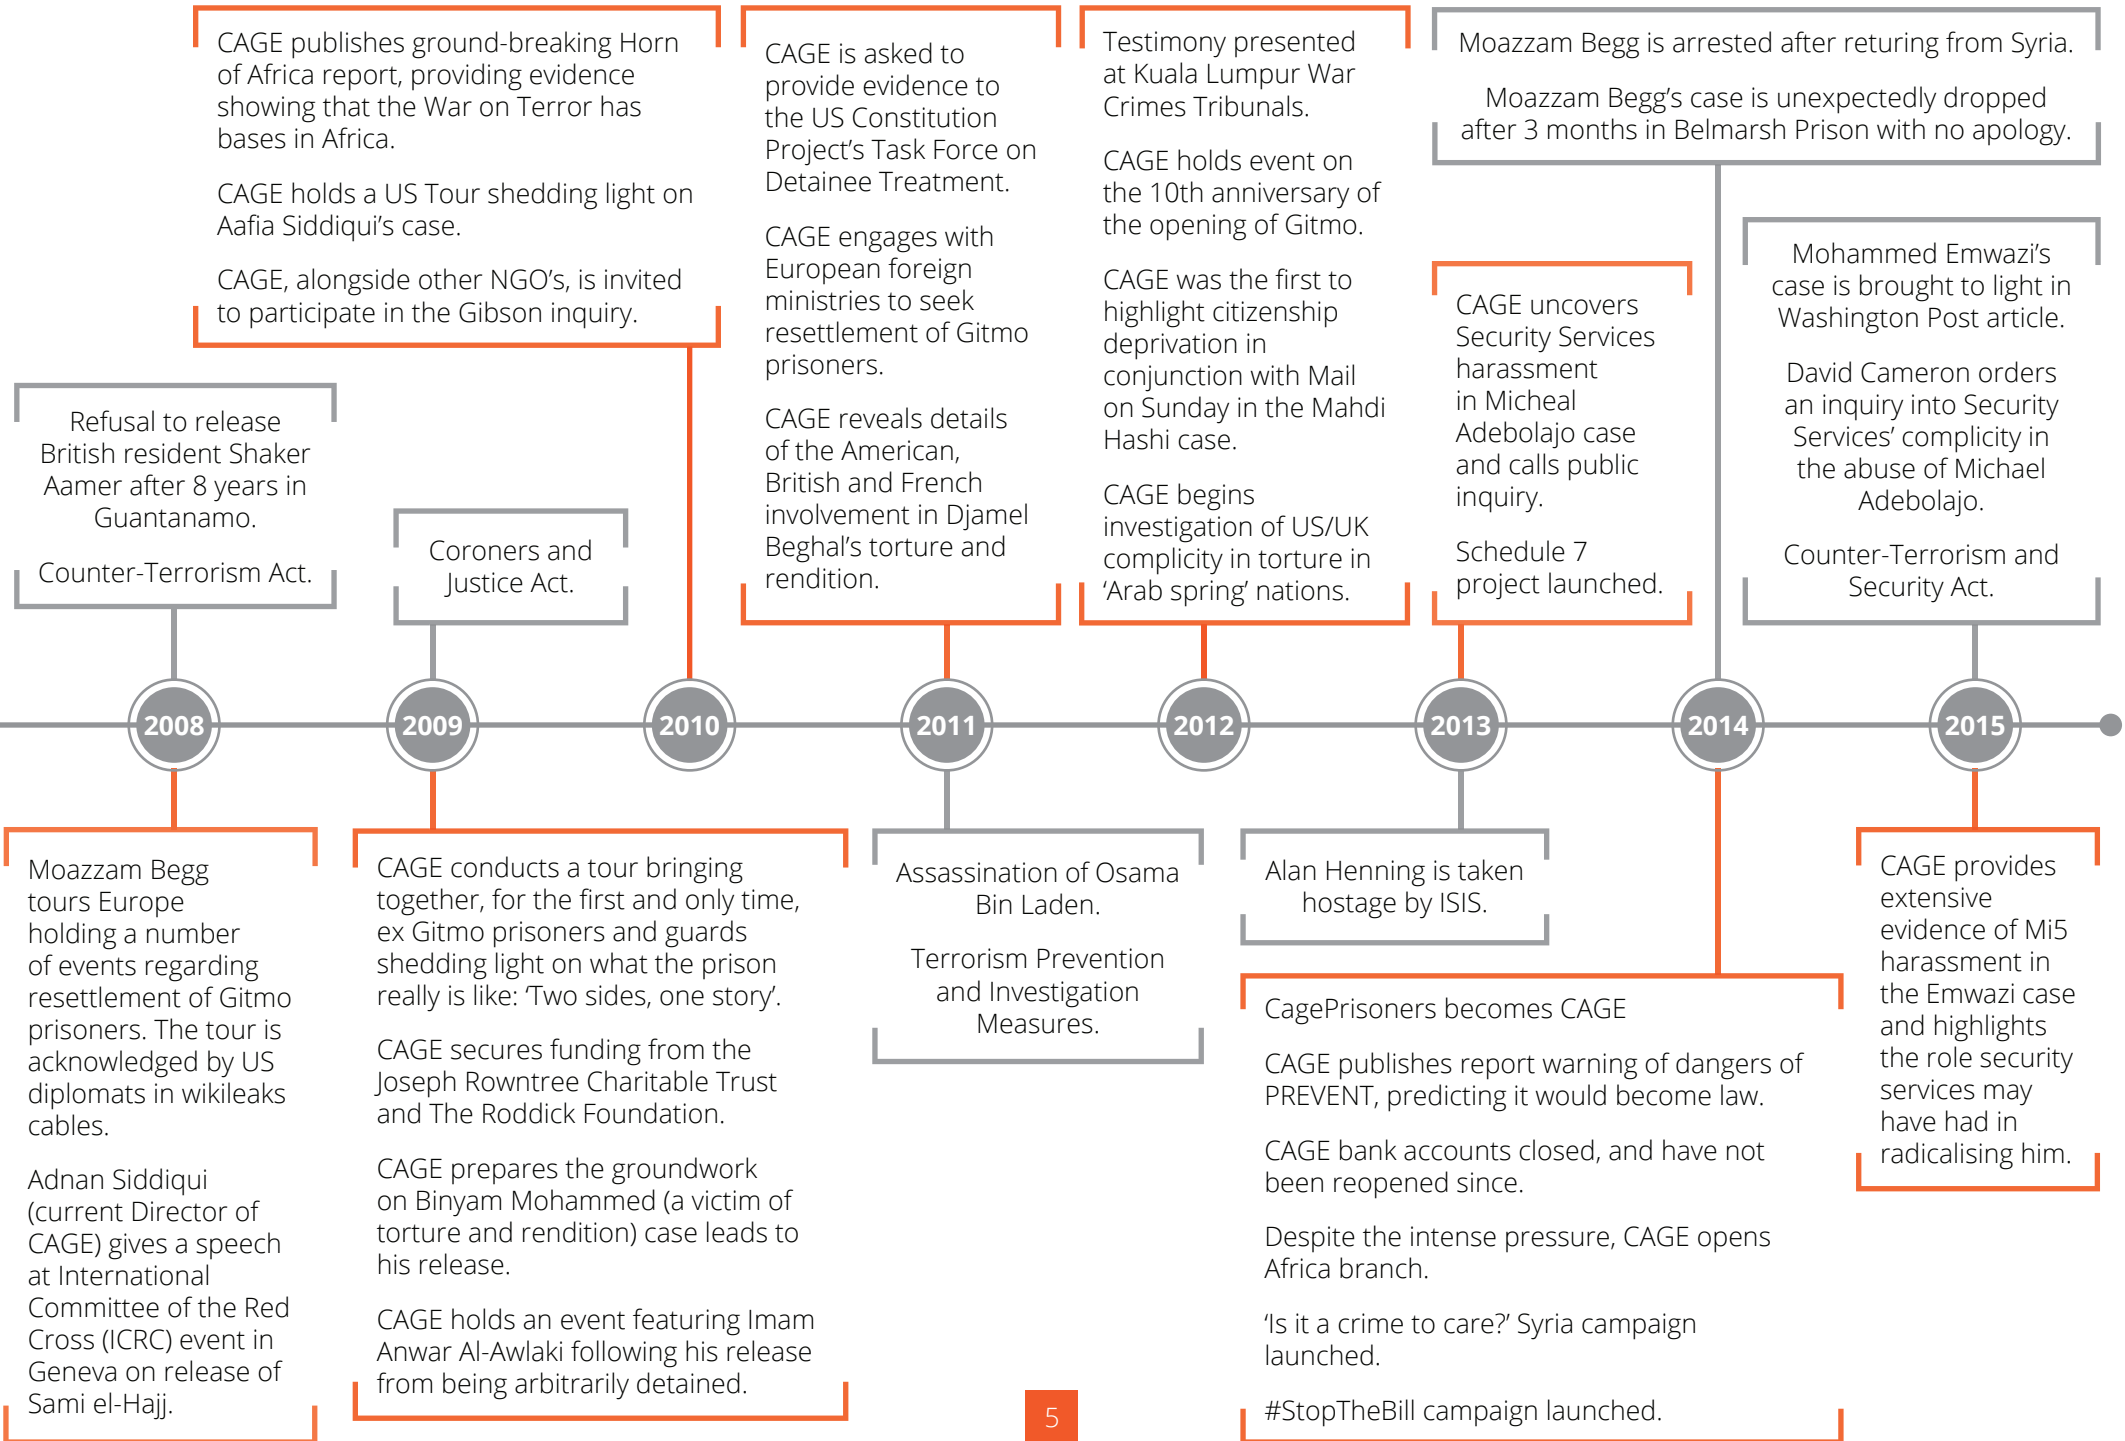 CAGE publishes ground-breaking Horn
of Africa report, providing evidence
showing that the War on Terror has
bases in Africa.
CAGE holds a US Tour shedding light on
Aafia Siddiqui’s case.
CAGE, alongside other NGO’s, is invited
to participate in the Gibson inquiry.
CAGE is asked to
provide evidence to
the US Constitution
Project’s Task Force on
Detainee Treatment.
CAGE engages with
European foreign
ministries to seek
resettlement of Gitmo
prisoners.
CAGE reveals details
of the American,
British and French
involvement in Djamel
Beghal’s torture and
rendition.
Testimony presented
at Kuala Lumpur War
Crimes Tribunals.
CAGE holds event on
the 10th anniversary of
the opening of Gitmo.
CAGE was the first to
highlight citizenship
deprivation in
conjunction with Mail
on Sunday in the Mahdi
Hashi case.
CAGE begins
investigation of US/UK
complicity in torture in
‘Arab spring’ nations.
Moazzam Begg is arrested after returing from Syria.
Moazzam Begg’s case is unexpectedly dropped
after 3 months in Belmarsh Prison with no apology.
CAGE uncovers
Security Services
harassment
in Micheal
Adebolajo case
and calls public
inquiry.
Schedule 7
project launched.
Mohammed Emwazi’s
case is brought to light in
Washington Post article.
David Cameron orders
an inquiry into Security
Services’ complicity in
the abuse of Michael
Adebolajo.
Counter-Terrorism and
Security Act.
Refusal to release
British resident Shaker
Aamer after 8 years in
Guantanamo.
Counter-Terrorism Act.
Coroners and
Justice Act.
2008
2009
2010
2011
2012
2013
2014
2015
Moazzam Begg
tours Europe
holding a number
of events regarding
resettlement of Gitmo
prisoners. The tour is
acknowledged by US
diplomats in wikileaks
cables.
Adnan Siddiqui
(current Director of
CAGE) gives a speech
at International
Committee of the Red
Cross (ICRC) event in
Geneva on release of
Sami el-Hajj.
CAGE conducts a tour bringing
together, for the first and only time,
ex Gitmo prisoners and guards
shedding light on what the prison
really is like: ‘Two sides, one story’.
CAGE secures funding from the
Joseph Rowntree Charitable Trust
and The Roddick Foundation.
CAGE prepares the groundwork
on Binyam Mohammed (a victim of
torture and rendition) case leads to
his release.
CAGE holds an event featuring Imam
Anwar Al-Awlaki following his release
from being arbitrarily detained.
Assassination of Osama
Bin Laden.
Terrorism Prevention
and Investigation
Measures.
Alan Henning is taken
hostage by ISIS.
CagePrisoners becomes CAGE
CAGE publishes report warning of dangers of
PREVENT, predicting it would become law.
CAGE bank accounts closed, and have not
been reopened since.
Despite the intense pressure, CAGE opens
Africa branch.
‘Is it a crime to care?’ Syria campaign
launched.
#StopTheBill campaign launched.
CAGE provides
extensive
evidence of Mi5
harassment in
the Emwazi case
and highlights
the role security
services may
have had in
radicalising him.
5